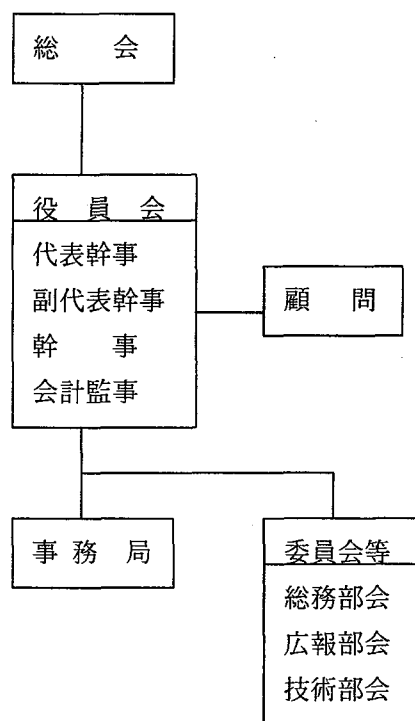 総　会
役　員　会
代表幹事
副代表幹事
幹　　事
会計監事
顧　問
事 務 局
委員会等
総務部会
広報部会
技術部会